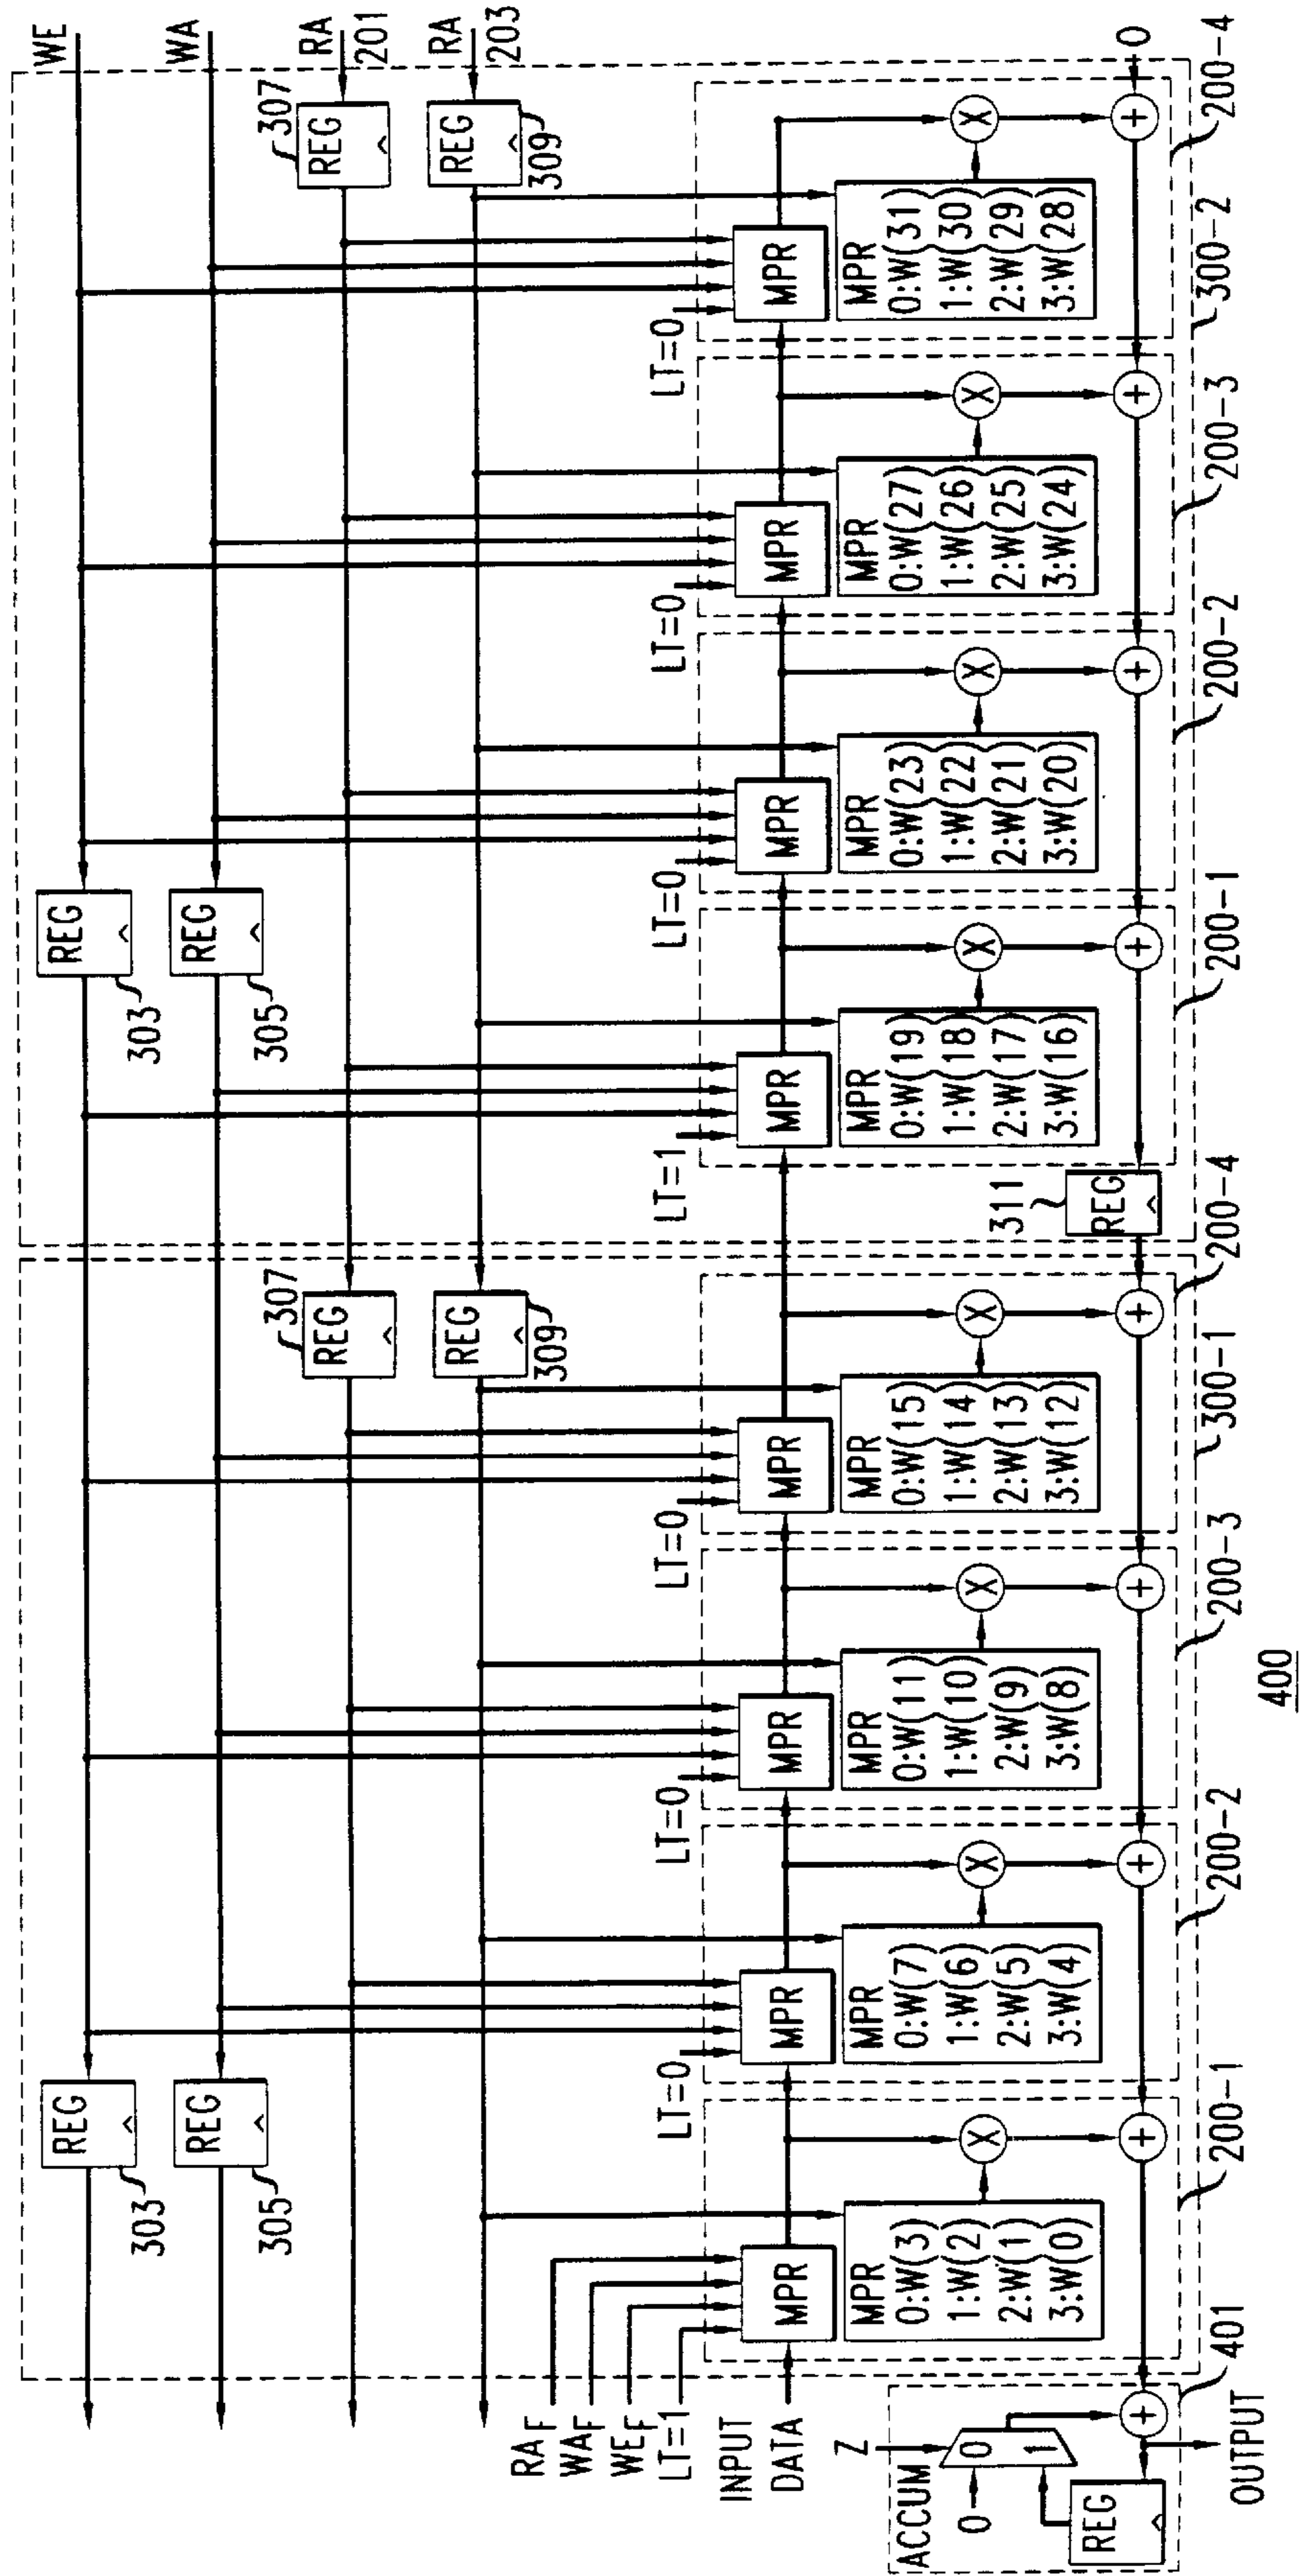 WE
WA
RA
201
RA
203
307
REG
REG
309
303
REG
305
REG
307
REG
REG
309
303
REG
305
REG
RA_F
WA_F
WE_F
LT=1
INPUT
DATA
MPR
LT=0
MPR
LT=0
MPR
LT=0
MPR
LT=1
MPR
LT=0
MPR
LT=0
MPR
LT=0
MPR
MPR
0:W(3)
1:W(2)
2:W(1)
3:W(0)
X
+
MPR
0:W(7)
1:W(6)
2:W(5)
3:W(4)
X
+
MPR
0:W(11)
1:W(10)
2:W(9)
3:W(8)
X
+
MPR
0:W(15)
1:W(14)
2:W(13)
3:W(12)
X
+
311
REG
MPR
0:W(19)
1:W(18)
2:W(17)
3:W(16)
X
+
MPR
0:W(23)
1:W(22)
2:W(21)
3:W(20)
X
+
MPR
0:W(27)
1:W(26)
2:W(25)
3:W(24)
X
+
MPR
0:W(31)
1:W(30)
2:W(29)
3:W(28)
X
+
0
Z
ACCUM
0
0
1
REG
+
OUTPUT
401
200-1
200-2
200-3
300-1
200-4
200-1
200-2
200-3
300-2
200-4
400